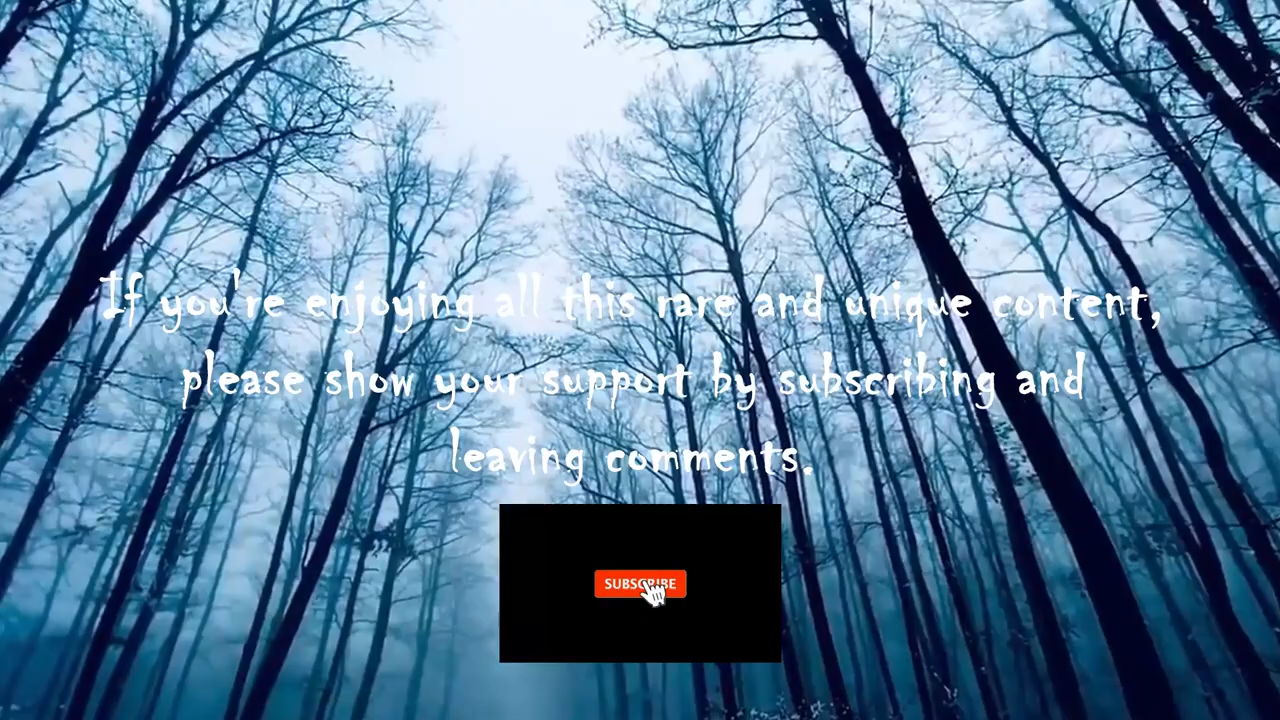 If you're enjoying all this rare and unique content,
please show your support by subscribing and
leaving comments.
SUBSCRIBE